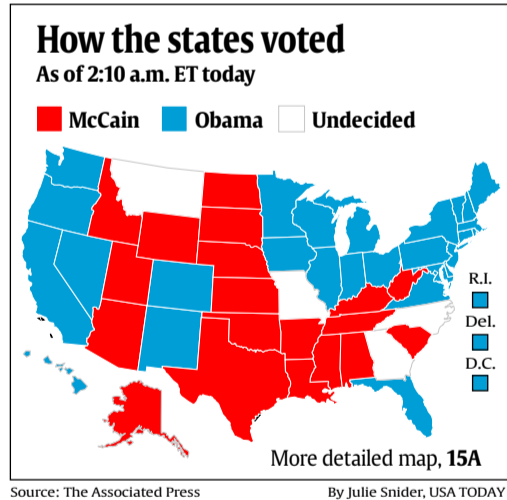 How the states voted
As of 2:10 a.m. ET today
McCain Obama Undecided
R.I.
Del.
D.C.
More detailed map, 15A
Source: The Associated Press By Julie Snider, USA TODAY